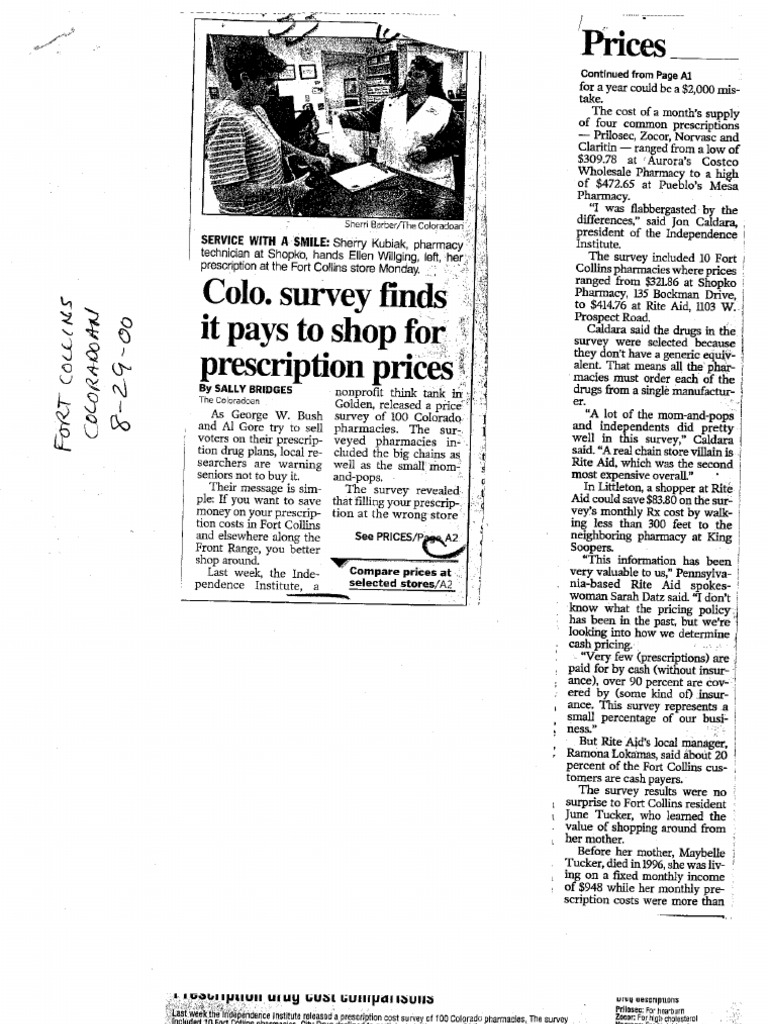 FORT COLLINS
COLORADOAN
8-29-00
Sherri Barber/The Coloradoan
SERVICE WITH A SMILE: Sherry Kubiak, pharmacy
technician at Shopko, hands Ellen Willging, left, her
prescription at the Fort Collins store Monday.
Colo. survey finds
it pays to shop for
prescription prices
By SALLY BRIDGES
The Coloradoan
As George W. Bush
and Al Gore try to sell
voters on their prescrip-
tion drug plans, local re-
searchers are warning
seniors not to buy it.
Their message is sim-
ple: If you want to save
money on your prescrip-
tion costs in Fort Collins
and elsewhere along the
Front Range, you better
shop around.
Last week, the Inde-
pendence Institute, a
nonprofit think tank in
Golden, released a price
survey of 100 Colorado
pharmacies. The sur-
veyed pharmacies in-
cluded the big chains as
well as the small mom-
and-pops.
The survey revealed
that filling your prescrip-
tion at the wrong store
See PRICES/Page A2
Compare prices at
selected stores/A2
Prices
Continued from Page A1
for a year could be a $2,000 mis-
take.
The cost of a month's supply
of four common prescriptions
— Prilosec, Zocor, Norvasc and
Claritin — ranged from a low of
$309.78 at Aurora's Costco
Wholesale Pharmacy to a high
of $472.65 at Pueblo's Mesa
Pharmacy.
"I was flabbergasted by the
differences," said Jon Caldara,
president of the Independence
Institute.
The survey included 10 Fort
Collins pharmacies where prices
ranged from $321.86 at Shopko
Pharmacy, 135 Bockman Drive,
to $414.76 at Rite Aid, 1103 W.
Prospect Road.
Caldara said the drugs in the
survey were selected because
they don't have a generic equiv-
alent. That means all the phar-
macies must order each of the
drugs from a single manufactur-
er.
"A lot of the mom-and-pops
and independents did pretty
well in this survey," Caldara
said. "A real chain store villain is
Rite Aid, which was the second
most expensive overall."
In Littleton, a shopper at Rite
Aid could save $83.80 on the sur-
vey's monthly Rx cost by walk-
ing less than 300 feet to the
neighboring pharmacy at King
Soopers.
"This information has been
very valuable to us," Pennsylva-
nia-based Rite Aid spokes-
woman Sarah Datz said. "I don't
know what the pricing policy
has been in the past, but we're
looking into how we determine
cash pricing.
"Very few (prescriptions) are
paid for by cash (without insur-
ance), over 90 percent are cov-
ered by (some kind of) insur-
ance. This survey represents a
small percentage of our busi-
ness."
But Rite Aid's local manager,
Ramona Lokamas, said about 20
percent of the Fort Collins cus-
tomers are cash payers.
The survey results were no
surprise to Fort Collins resident
June Tucker, who learned the
value of shopping around from
her mother.
Before her mother, Maybelle
Tucker, died in 1996, she was liv-
ing on a fixed monthly income
of $948 while her monthly pre-
scription costs were more than
Prescription drug cost comparisons
Last week the Independence Institute released a prescription cost survey of 100 Colorado pharmacies. The survey
Drug descriptions
Prilosec: For heartburn
Zocor: For high cholesterol